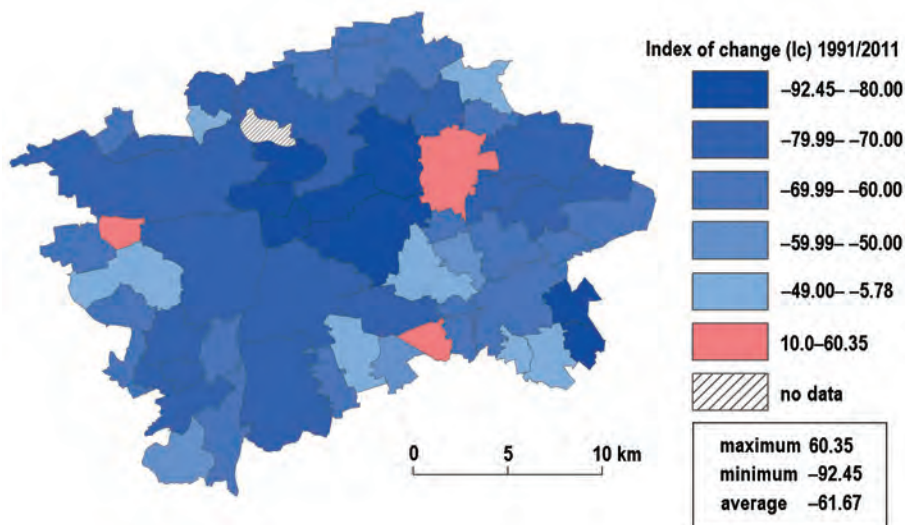 Index of change (Ic) 1991/2011
–92.45– –80.00
–79.99– –70.00
–69.99– –60.00
–59.99– –50.00
–49.00– –5.78
10.0–60.35
no data
maximum 60.35
minimum –92.45
average –61.67
0 5 10 km